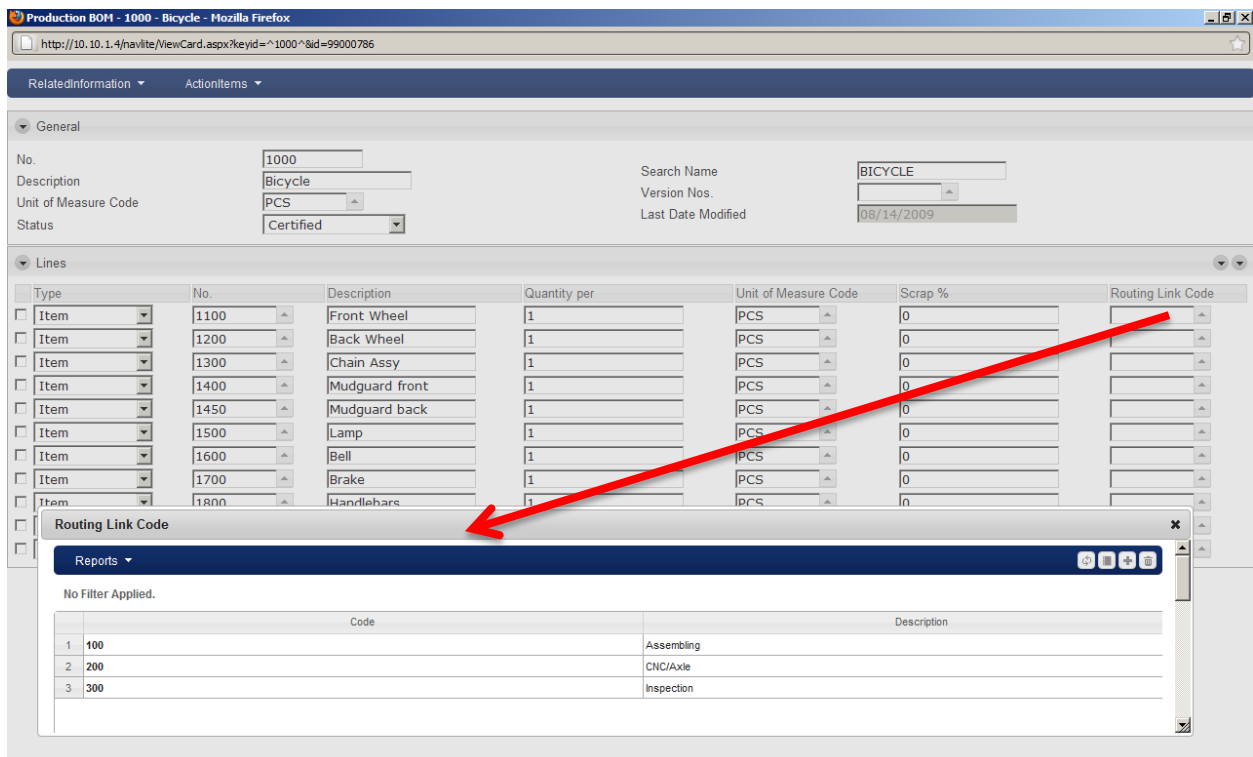 Production BOM - 1000 - Bicycle - Mozilla Firefox
http://10.10.1.4/navlite/ViewCard.aspx?keyid=^1000^&id=99000786
RelatedInformation ActionItems
General
No. 1000
Description Bicycle
Unit of Measure Code PCS
Status Certified
Search Name BICYCLE
Version Nos.
Last Date Modified 08/14/2009
Lines
Type No. Description Quantity per Unit of Measure Code Scrap % Routing Link Code
Item 1100 Front Wheel 1 PCS 0
Item 1200 Back Wheel 1 PCS 0
Item 1300 Chain Assy 1 PCS 0
Item 1400 Mudguard front 1 PCS 0
Item 1450 Mudguard back 1 PCS 0
Item 1500 Lamp 1 PCS 0
Item 1600 Bell 1 PCS 0
Item 1700 Brake 1 PCS 0
Item 1800 Handlebars 1 PCS 0
Routing Link Code
Reports
No Filter Applied.
Code Description
1 100 Assembling
2 200 CNC/Axle
3 300 Inspection